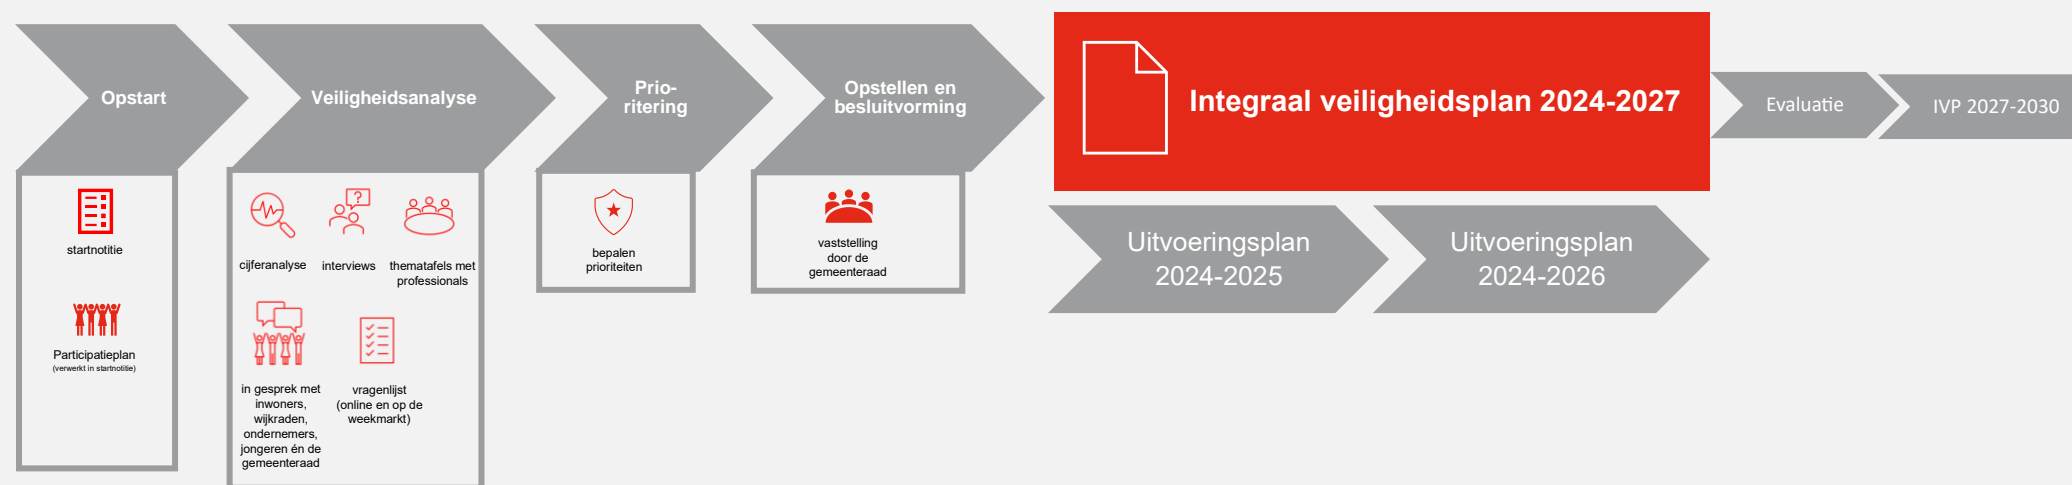 Opstart
Veiligheidsanalyse
Prio-
ritering
Opstellen en
besluitvorming
Integraal veiligheidsplan 2024-2027
Evaluatie
IVP 2027-2030
startnotitie
Participatieplan
(verwerkt in startnotitie)
cijferanalyse
interviews
?
thematafels met
professionals
in gesprek met
inwoners,
wijkraden,
ondernemers,
jongeren én de
gemeenteraad
vragenlijst
(online en op de
weekmarkt)
bepalen
prioriteiten
vaststelling
door de
gemeenteraad
Uitvoeringsplan
2024-2025
Uitvoeringsplan
2024-2026